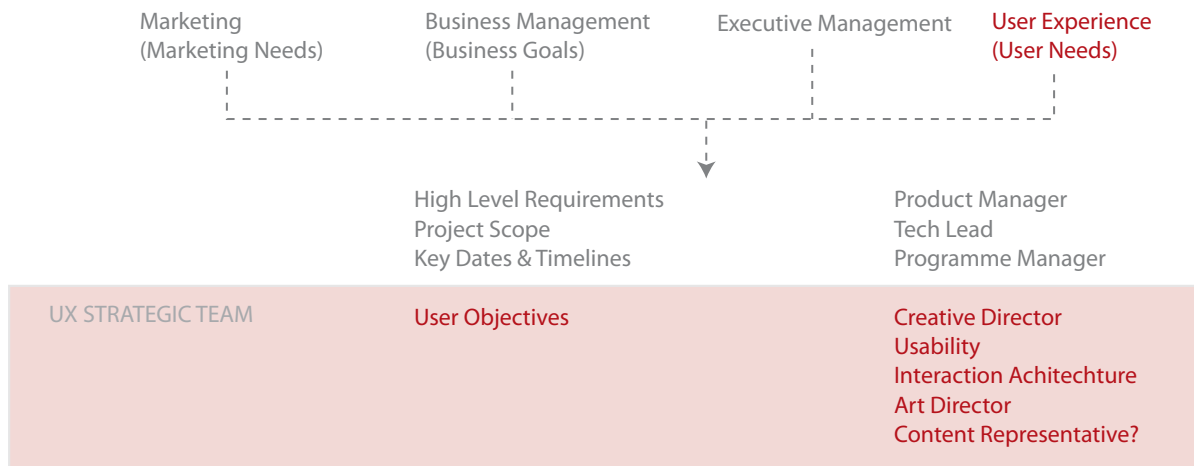 Marketing
(Marketing Needs)
Business Management
(Business Goals)
Executive Management
User Experience
(User Needs)
High Level Requirements
Project Scope
Key Dates & Timelines
Product Manager
Tech Lead
Programme Manager
UX STRATEGIC TEAM
User Objectives
Creative Director
Usability
Interaction Achitechture
Art Director
Content Representative?